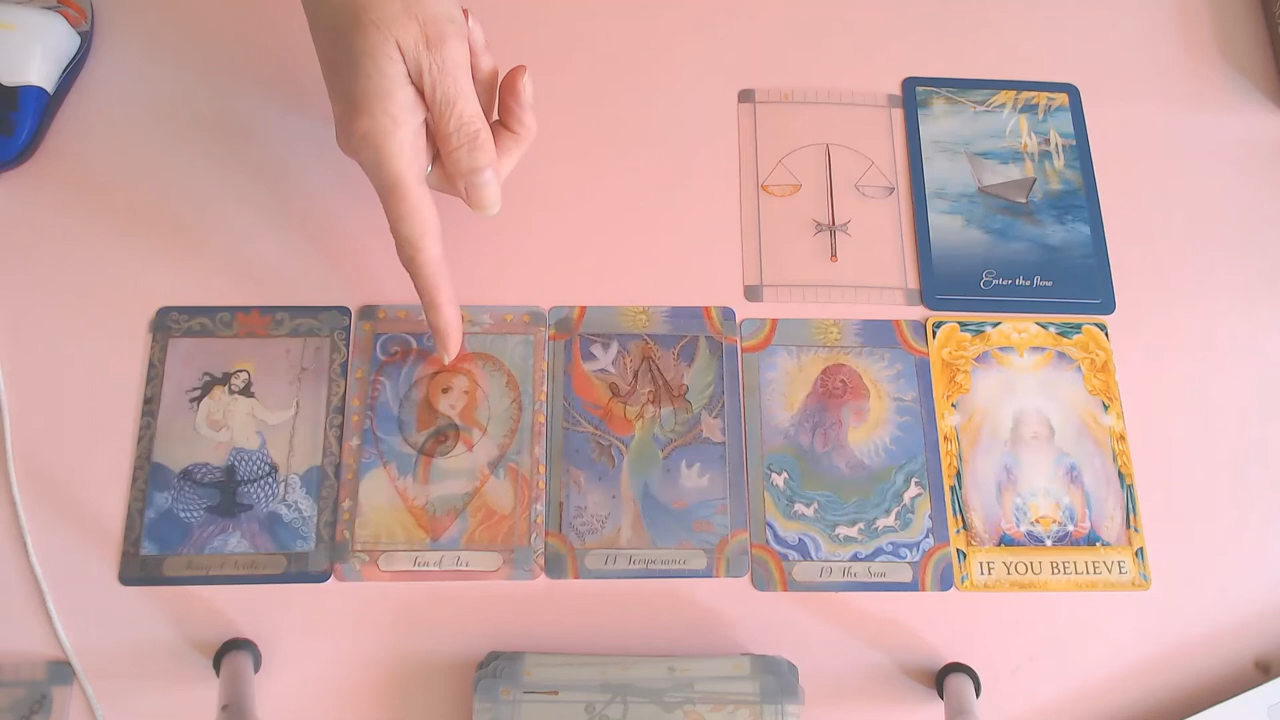 Enter the flow
King of Water
Ten of Air
14 Temperance
19 The Sun
IF YOU BELIEVE